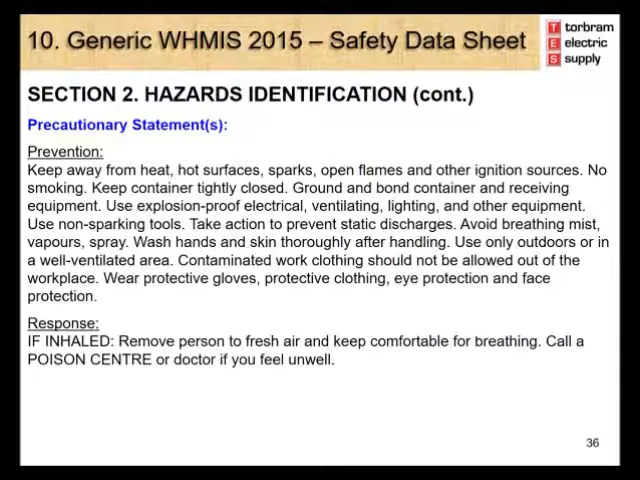 10. Generic WHMIS 2015 – Safety Data Sheet
T torbram
E electric
S supply
SECTION 2. HAZARDS IDENTIFICATION (cont.)
Precautionary Statement(s):
Prevention:
Keep away from heat, hot surfaces, sparks, open flames and other ignition sources. No
smoking. Keep container tightly closed. Ground and bond container and receiving
equipment. Use explosion-proof electrical, ventilating, lighting, and other equipment.
Use non-sparking tools. Take action to prevent static discharges. Avoid breathing mist,
vapours, spray. Wash hands and skin thoroughly after handling. Use only outdoors or in
a well-ventilated area. Contaminated work clothing should not be allowed out of the
workplace. Wear protective gloves, protective clothing, eye protection and face
protection.
Response:
IF INHALED: Remove person to fresh air and keep comfortable for breathing. Call a
POISON CENTRE or doctor if you feel unwell.
36